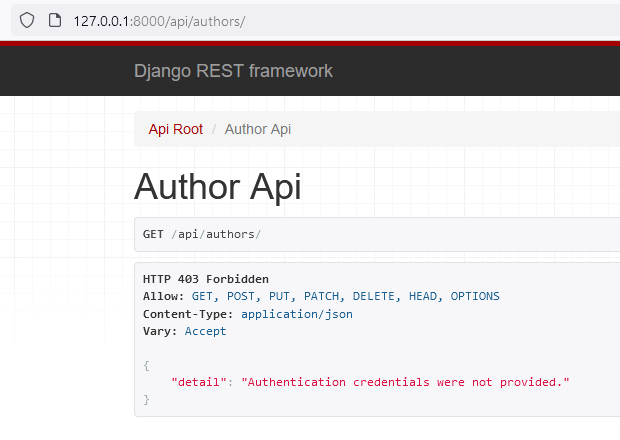 127.0.0.1:8000/api/authors/
Django REST framework
Api Root / Author Api
Author Api
GET /api/authors/
HTTP 403 Forbidden
Allow: GET, POST, PUT, PATCH, DELETE, HEAD, OPTIONS
Content-Type: application/json
Vary: Accept
{
    "detail": "Authentication credentials were not provided."
}